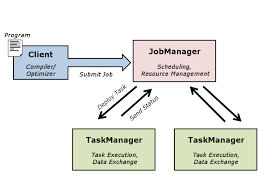 Program
Client
Compiler/
Optimizer
Submit Job
JobManager
Scheduling,
Resource Management
Deploy Task
Send Status
TaskManager
Task Execution,
Data Exchange
TaskManager
Task Execution,
Data Exchange